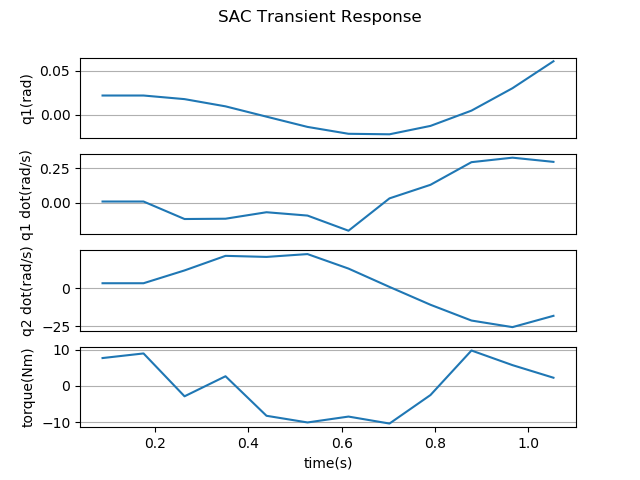 SAC Transient Response
q1(rad)
0.05
0.00
q1 dot(rad/s)
0.25
0.00
q2 dot(rad/s)
0
−25
torque(Nm)
10
0
−10
0.2 0.4 0.6 0.8 1.0
time(s)